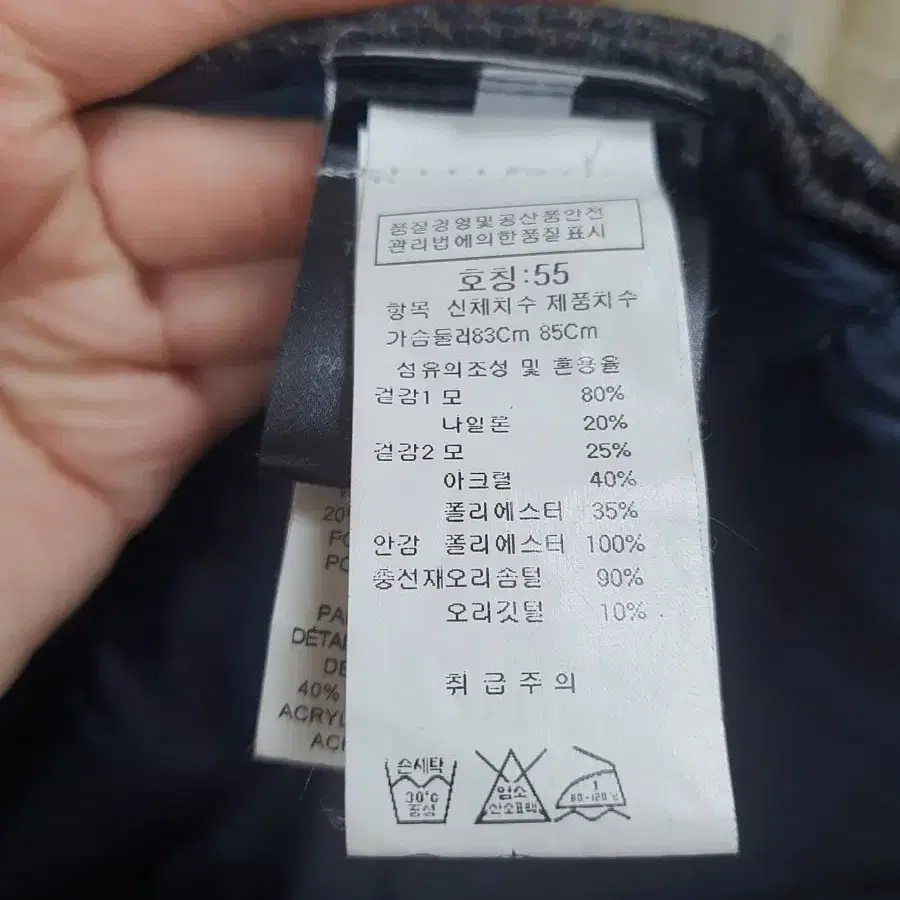 품질경영및공산품안전
관리법에의한품질표시
호칭:55
항목 신체치수 제품치수
가슴둘러83Cm 85Cm
섬유의조성 및 혼용율
겉감1 모 80%
나일론 20%
겉감2 모 25%
아크릴 40%
폴리에스터 35%
안감 폴리에스터 100%
충선재오리솜털 90%
오리깃털 10%
취급주의
손세탁
30℃
중성
염소
산소표백
1
80-120℃
20
FO
PO
PA
DÉTA
DE
40%
ACRYL